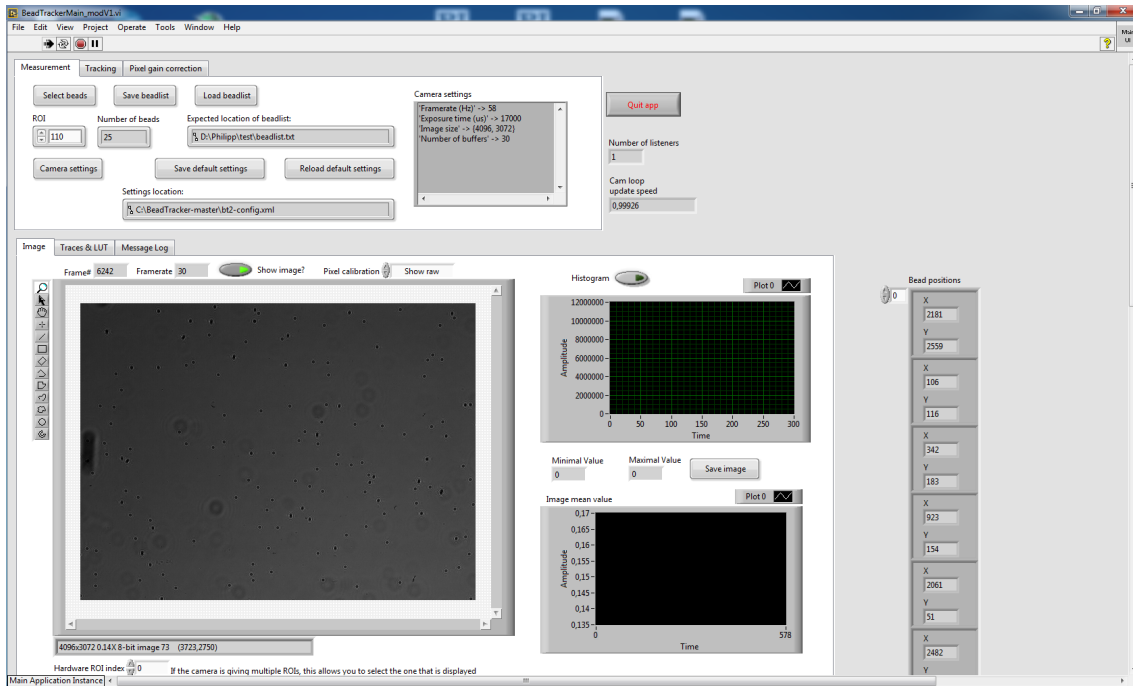 BeadTrackerMain_modV1.vi
File Edit View Project Operate Tools Window Help
Main
UI
Measurement Tracking Pixel gain correction
Select beads Save beadlist Load beadlist
ROI Number of beads Expected location of beadlist:
110 25 D:\Philipp\test\beadlist.txt
Camera settings Save default settings Reload default settings
Settings location:
C:\BeadTracker-master\bt2-config.xml
Camera settings
'Framerate (Hz)' -> 58
'Exposure time (us)' -> 17000
'Image size' -> {4096, 3072}
'Number of buffers' -> 30
Quit app
Number of listeners
1
Cam loop
update speed
0,99926
Image Traces & LUT Message Log
Frame# 6242 Framerate 30 Show image? Pixel calibration Show raw
4096x3072 0.14X 8-bit image 73 (3723,2750)
Hardware ROI index 0 If the camera is giving multiple ROIs, this allows you to select the one that is displayed
Histogram
Plot 0
12000000
10000000
8000000
6000000
4000000
2000000
0
Amplitude
0 50 100 150 200 250 300
Time
Minimal Value Maximal Value
0 0 Save image
Image mean value
Plot 0
0,17
0,165
0,16
0,155
0,15
0,145
0,14
0,135
Amplitude
0 578
Time
Bead positions
0
X
2181
Y
2559
X
106
Y
116
X
342
Y
183
X
923
Y
154
X
2061
Y
51
X
2482
Y
Main Application Instance